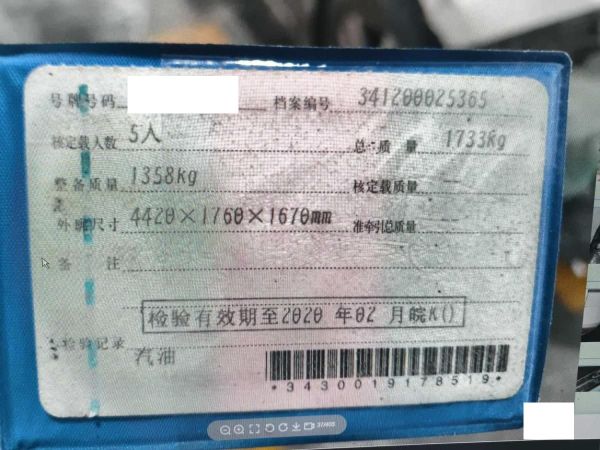 号牌号码 档案编号 341200025365
核定载人数 5人 总质量 1733kg
整备质量 1358kg 核定载质量 --
外廓尺寸 4420×1760×1670mm 准牵引总质量 --
备注
检验有效期至2020年02月皖K()
检验记录
汽油
*3430019178519*
37/403